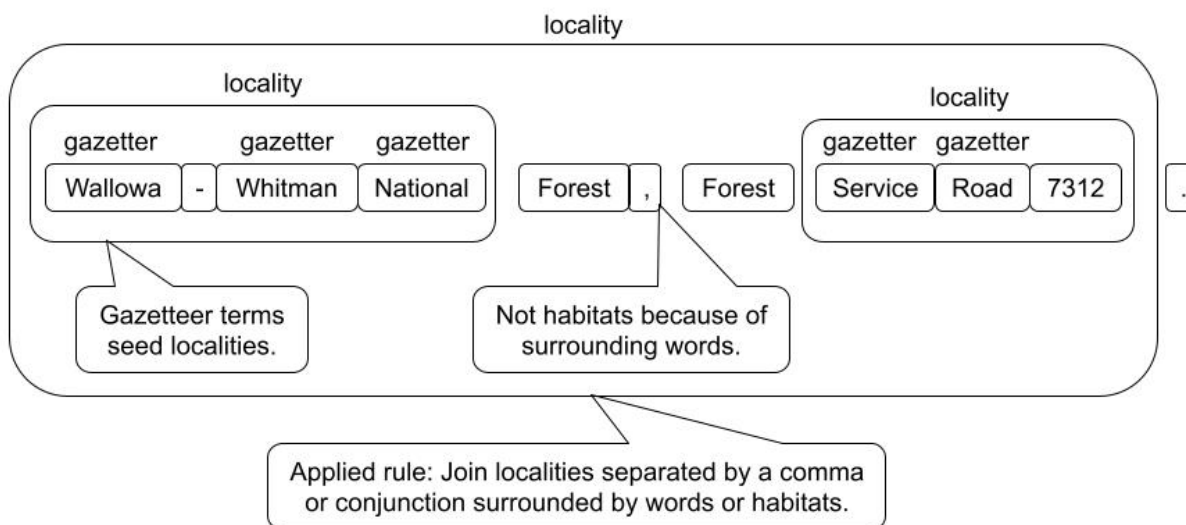 locality
locality
locality
gazetter gazetter gazetter
gazetter gazetter
Wallowa - Whitman National Forest , Forest Service Road 7312 .
Gazetteer terms
seed localities.
Not habitats because of
surrounding words.
Applied rule: Join localities separated by a comma
or conjunction surrounded by words or habitats.